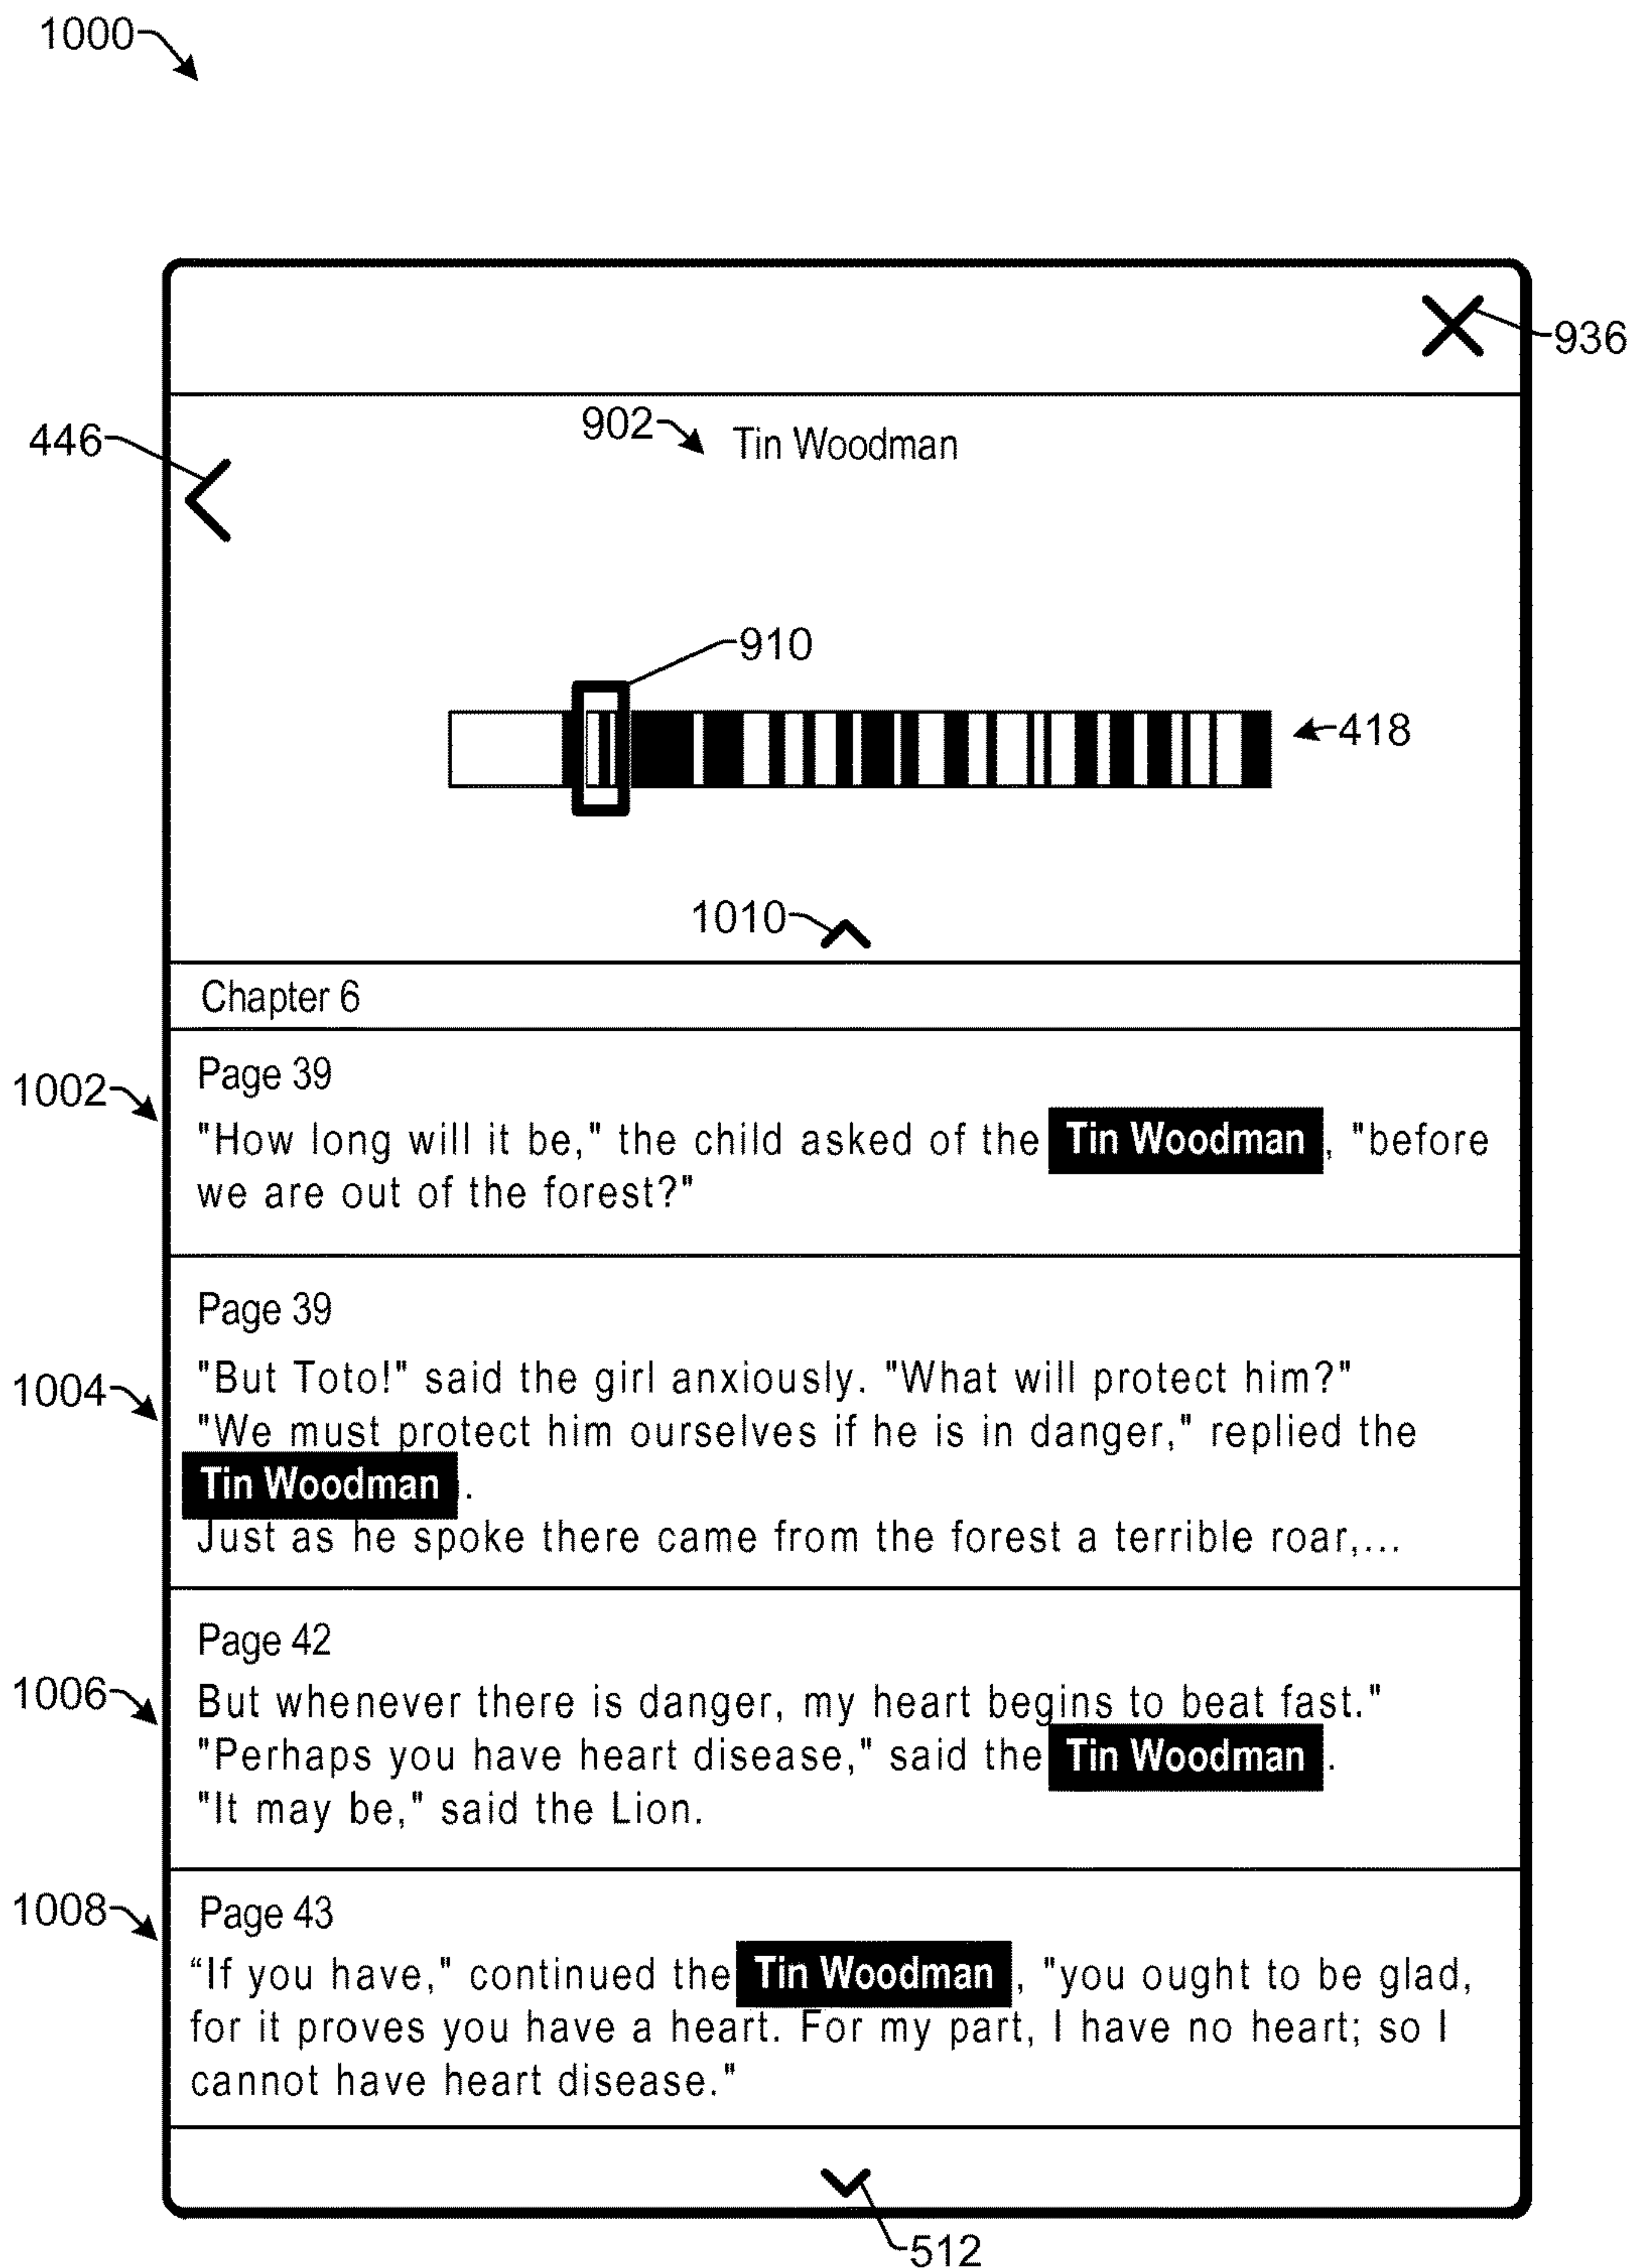 1000
936
902 Tin Woodman
446
910
418
1010
Chapter 6
Page 39
1002
"How long will it be," the child asked of the Tin Woodman, "before
we are out of the forest?"
Page 39
1004
"But Toto!" said the girl anxiously. "What will protect him?"
"We must protect him ourselves if he is in danger," replied the
Tin Woodman.
Just as he spoke there came from the forest a terrible roar,...
Page 42
1006
But whenever there is danger, my heart begins to beat fast."
"Perhaps you have heart disease," said the Tin Woodman.
"It may be," said the Lion.
1008
Page 43
“If you have," continued the Tin Woodman, "you ought to be glad,
for it proves you have a heart. For my part, I have no heart; so I
cannot have heart disease."
512